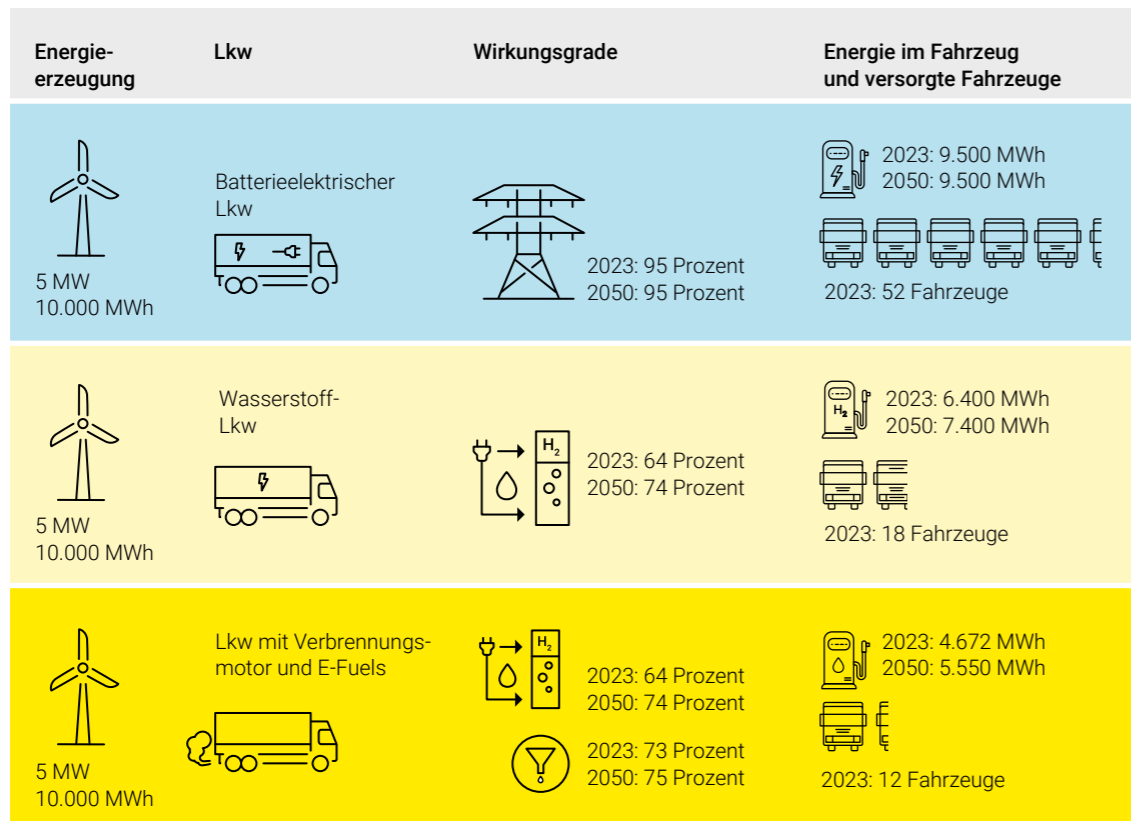 Energie-
erzeugung
Lkw
Wirkungsgrade
Energie im Fahrzeug
und versorgte Fahrzeuge
5 MW
10.000 MWh
Batterieelektrischer
Lkw
2023: 95 Prozent
2050: 95 Prozent
2023: 9.500 MWh
2050: 9.500 MWh
2023: 52 Fahrzeuge
5 MW
10.000 MWh
Wasserstoff-
Lkw
H₂
2023: 64 Prozent
2050: 74 Prozent
H₂
2023: 6.400 MWh
2050: 7.400 MWh
2023: 18 Fahrzeuge
5 MW
10.000 MWh
Lkw mit Verbrennungs-
motor und E-Fuels
H₂
2023: 64 Prozent
2050: 74 Prozent
2023: 73 Prozent
2050: 75 Prozent
2023: 4.672 MWh
2050: 5.550 MWh
2023: 12 Fahrzeuge